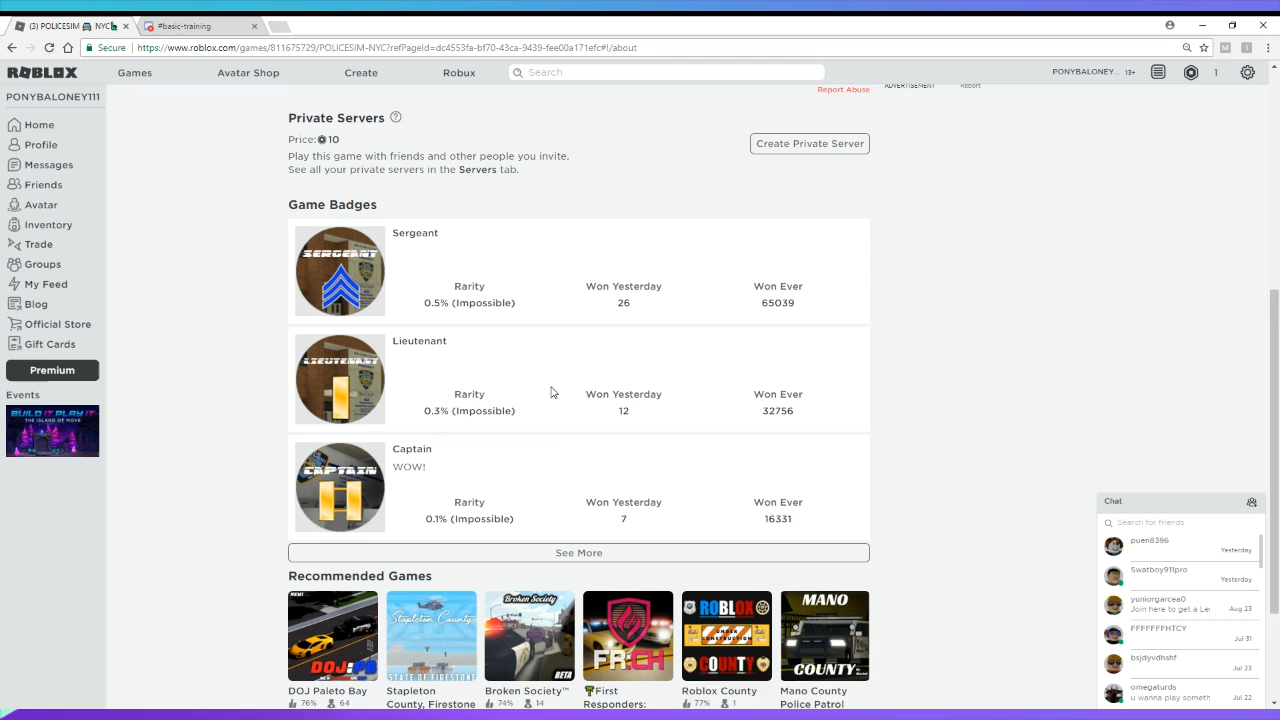 (3) POLICESIM 🚔 NYC
#basic-training
Secure
https://www.roblox.com/games/811675729/POLICESIM-NYC?refPageId=dc4553fa-bf70-43ca-9439-fee00a171efc#!/about
ROBLOX
Games
Avatar Shop
Create
Robux
Search
PONYBALONEY... 13+
1
PONYBALONEY111
Home
Profile
Messages
Friends
Avatar
Inventory
Trade
Groups
My Feed
Blog
Official Store
Gift Cards
Premium
Events
BUILD IT PLAY IT
THE ISLAND OF MOVE
Report Abuse
ADVERTISEMENT
Report
Private Servers
Price: 10
Play this game with friends and other people you invite.
See all your private servers in the Servers tab.
Create Private Server
Game Badges
SERGEANT
Sergeant
Rarity
Won Yesterday
Won Ever
0.5% (Impossible)
26
65039
LIEUTENANT
Lieutenant
Rarity
Won Yesterday
Won Ever
0.3% (Impossible)
12
32756
CAPTAIN
Captain
WOW!
Rarity
Won Yesterday
Won Ever
0.1% (Impossible)
7
16331
See More
Recommended Games
DOJ:PB
DOJ Paleto Bay
76% 64
Stapleton County
STATE OF FIRESTONE
Stapleton
County, Firestone
Broken Society
BETA
Broken Society™
74% 14
FR:CH
First
Responders:
ROBLOX
UNDER CONSTRUCTION
COUNTY
Roblox County
77% 1
MANO
COUNTY
Mano County
Police Patrol
Chat
Search for friends
puen8396
Yesterday
Swatboy911pro
Yesterday
yuniorgarcea0
Join here to get a Le
Aug 23
FFFFFFFHTCY
Jul 31
bsjdyvdhshf
Jul 23
omegaturds
u wanna play someth
Jul 22